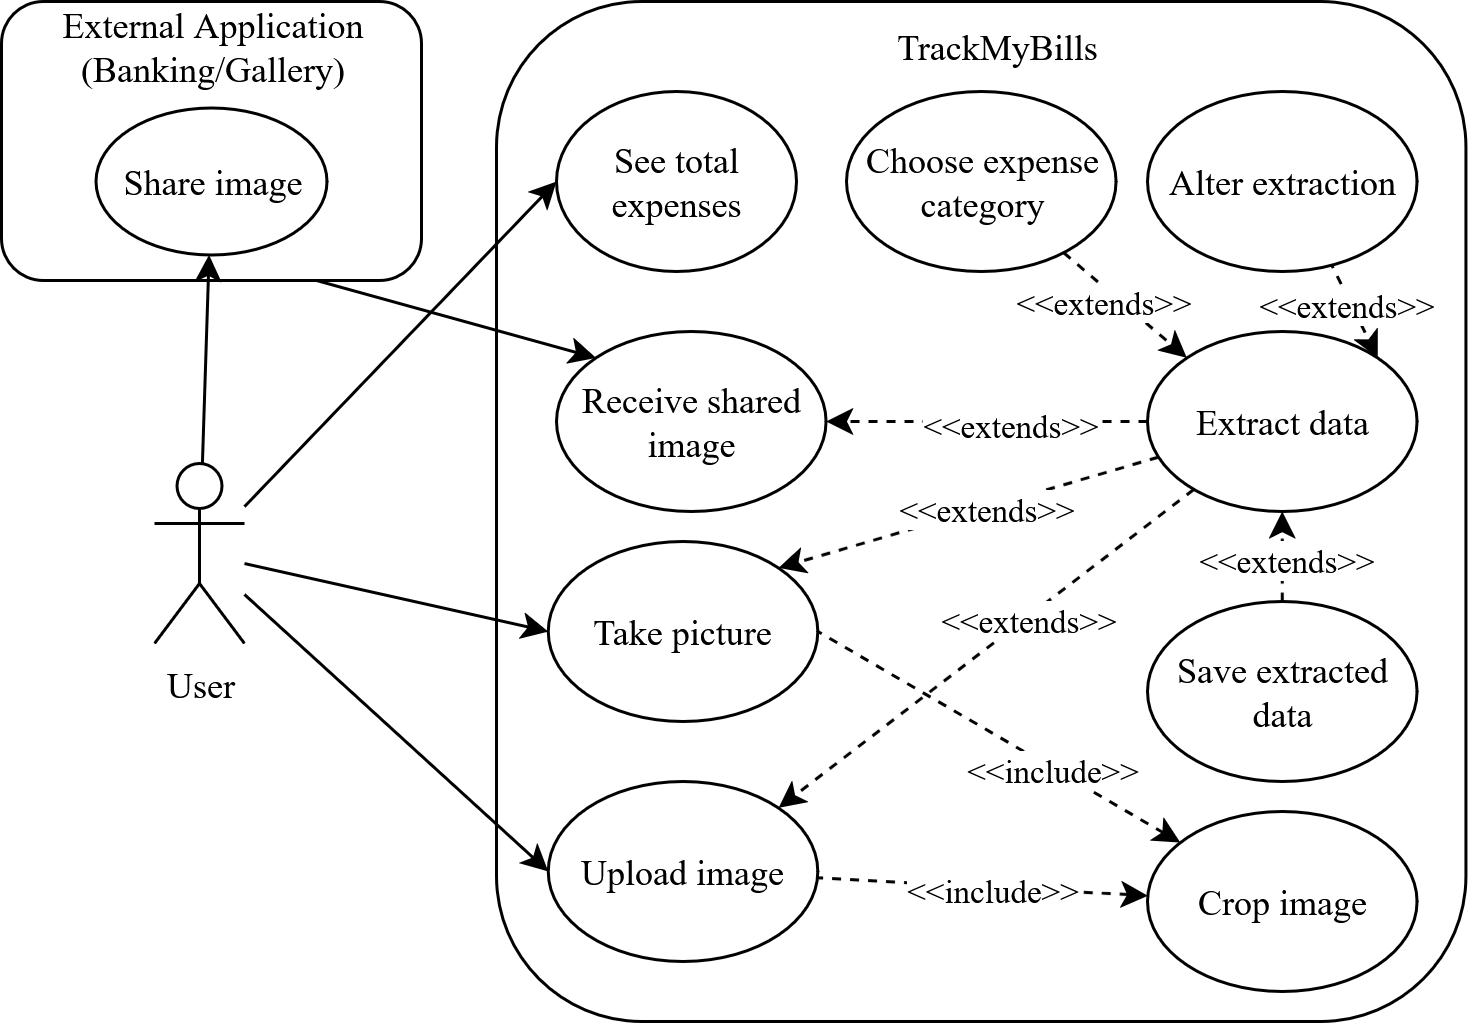 External Application
(Banking/Gallery)
Share image
TrackMyBills
See total
expenses
Choose expense
category
Alter extraction
<<extends>>
<<extends>>
Receive shared
image
<<extends>>
Extract data
<<extends>>
<<extends>>
<<extends>>
Take picture
User
Save extracted
data
<<include>>
Upload image
<<include>>
Crop image